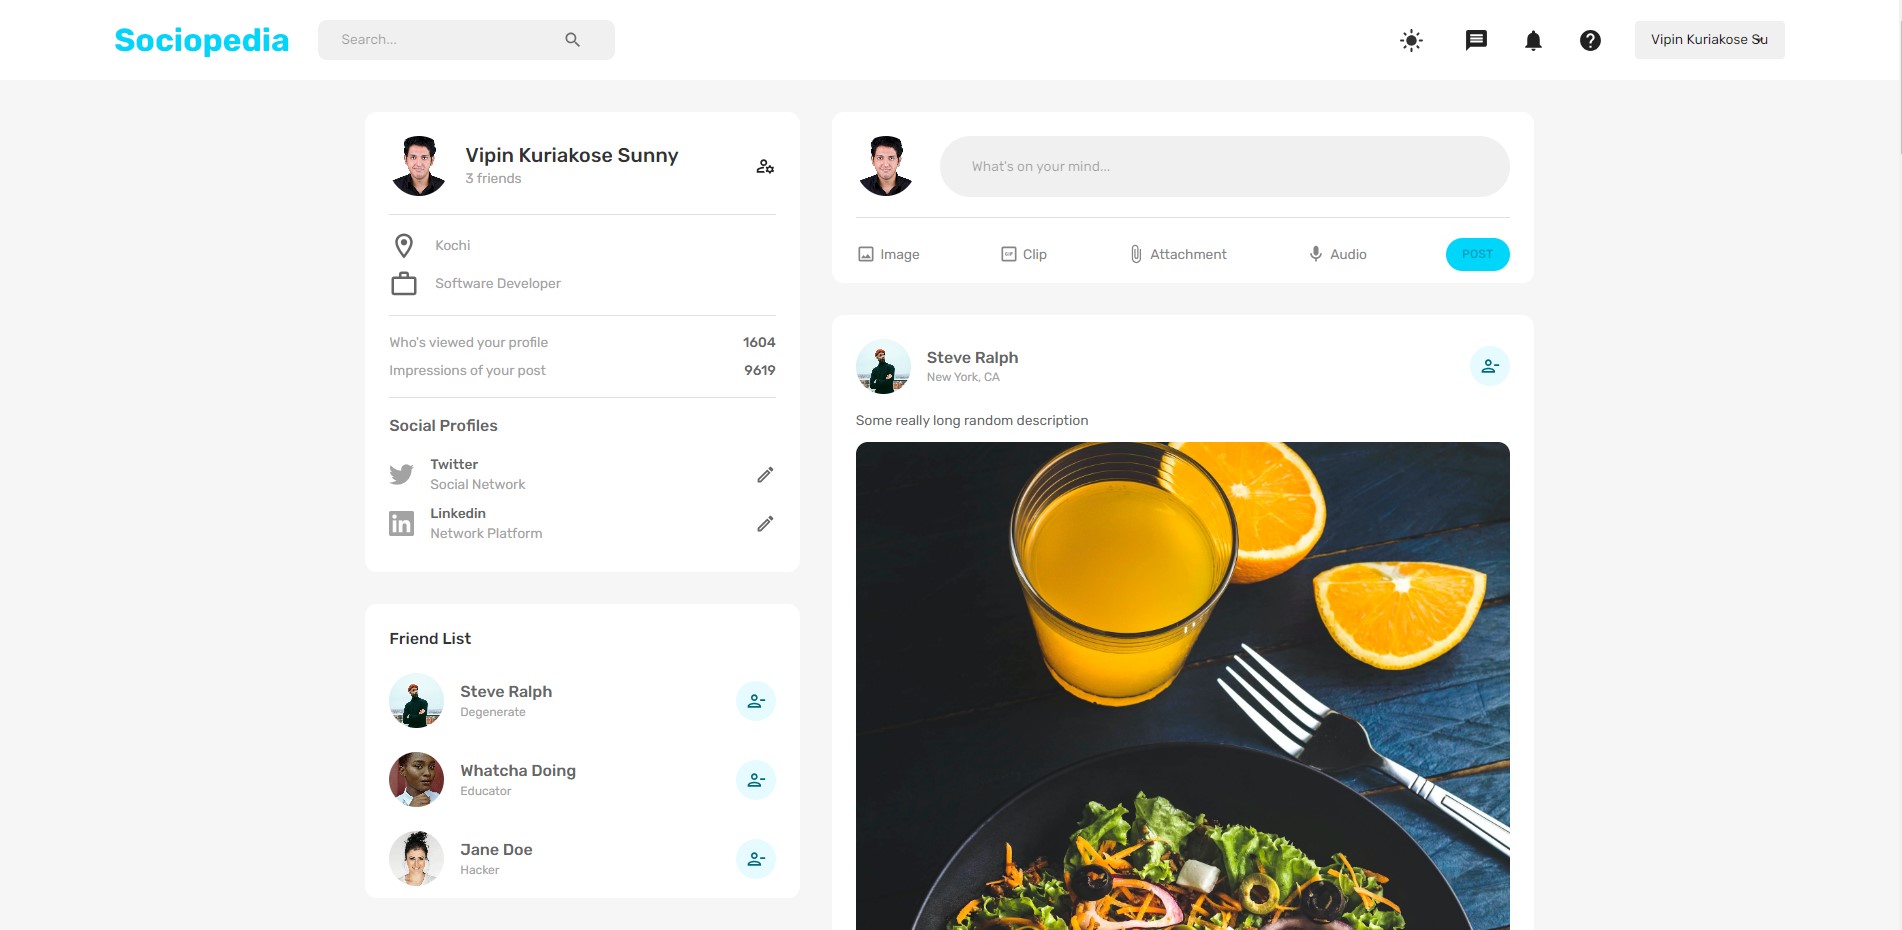 Sociopedia
Search...
Vipin Kuriakose Su
Vipin Kuriakose Sunny
3 friends
Kochi
Software Developer
Who's viewed your profile 1604
Impressions of your post 9619
Social Profiles
Twitter
Social Network
Linkedin
Network Platform
Friend List
Steve Ralph
Degenerate
Whatcha Doing
Educator
Jane Doe
Hacker
What's on your mind...
Image GIF Clip Attachment Audio POST
Steve Ralph
New York, CA
Some really long random description